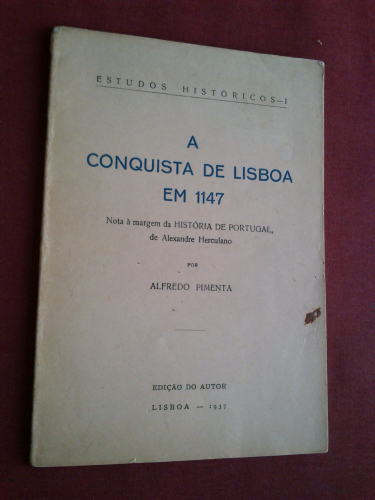 ESTUDOS HISTÓRICOS—I
A
CONQUISTA DE LISBOA
EM 1147
Nota à margem da HISTÓRIA DE PORTUGAL,
de Alexandre Herculano
POR
ALFREDO PIMENTA
EDIÇÃO DO AUTOR
LISBOA — 1937